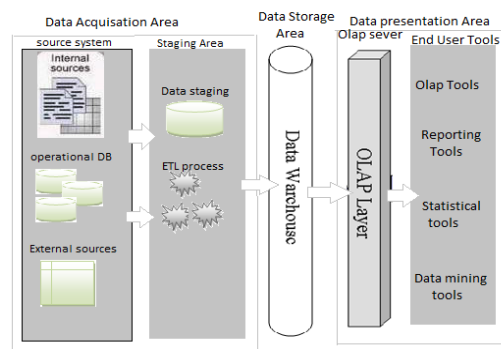 Data Acquisation Area
Data Storage
Area
Data presentation Area
source system
Staging Area
Olap sever
End User Tools
Internal
sources
operational DB
External sources
Data staging
ETL process
Data Warehouse
OLAP Layer
Olap Tools
Reporting
Tools
Statistical
tools
Data mining
tools